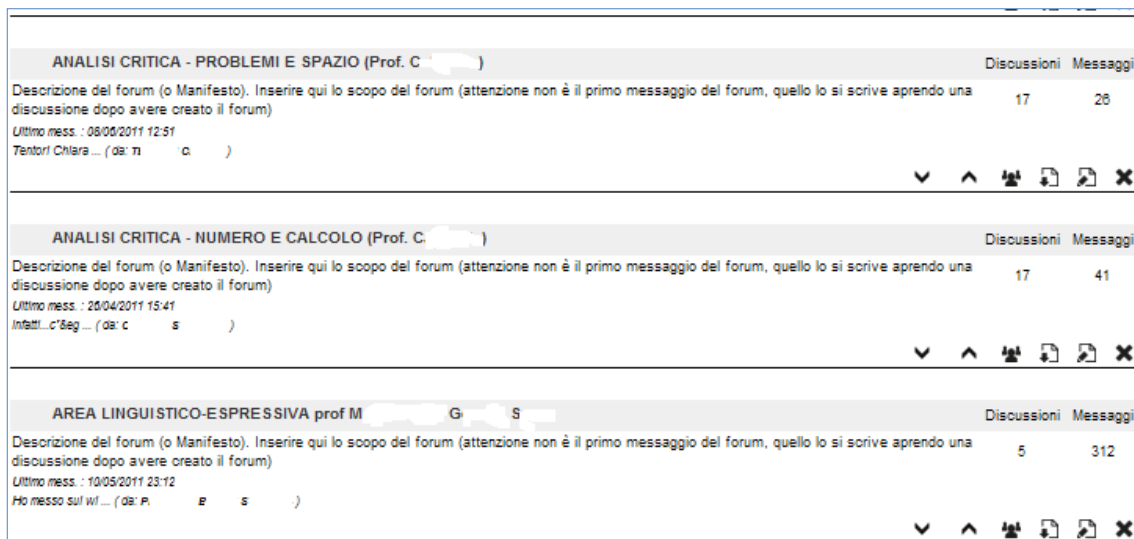 ANALISI CRITICA - PROBLEMI E SPAZIO (Prof. C )
Discussioni Messaggi
Descrizione del forum (o Manifesto). Inserire qui lo scopo del forum (attenzione non è il primo messaggio del forum, quello lo si scrive aprendo una
discussione dopo avere creato il forum)
17 26
Ultimo mess. : 08/06/2011 12:51
Tentori Chiara ... ( da: TI C. )
ANALISI CRITICA - NUMERO E CALCOLO (Prof. C. )
Discussioni Messaggi
Descrizione del forum (o Manifesto). Inserire qui lo scopo del forum (attenzione non è il primo messaggio del forum, quello lo si scrive aprendo una
discussione dopo avere creato il forum)
17 41
Ultimo mess. : 26/04/2011 15:41
Infatti...c'&eg ... ( da: C S )
AREA LINGUISTICO-ESPRESSIVA prof M G S
Discussioni Messaggi
Descrizione del forum (o Manifesto). Inserire qui lo scopo del forum (attenzione non è il primo messaggio del forum, quello lo si scrive aprendo una
discussione dopo avere creato il forum)
5 312
Ultimo mess. : 10/05/2011 23:12
Ho messo sul wi ... ( da: P. B S )